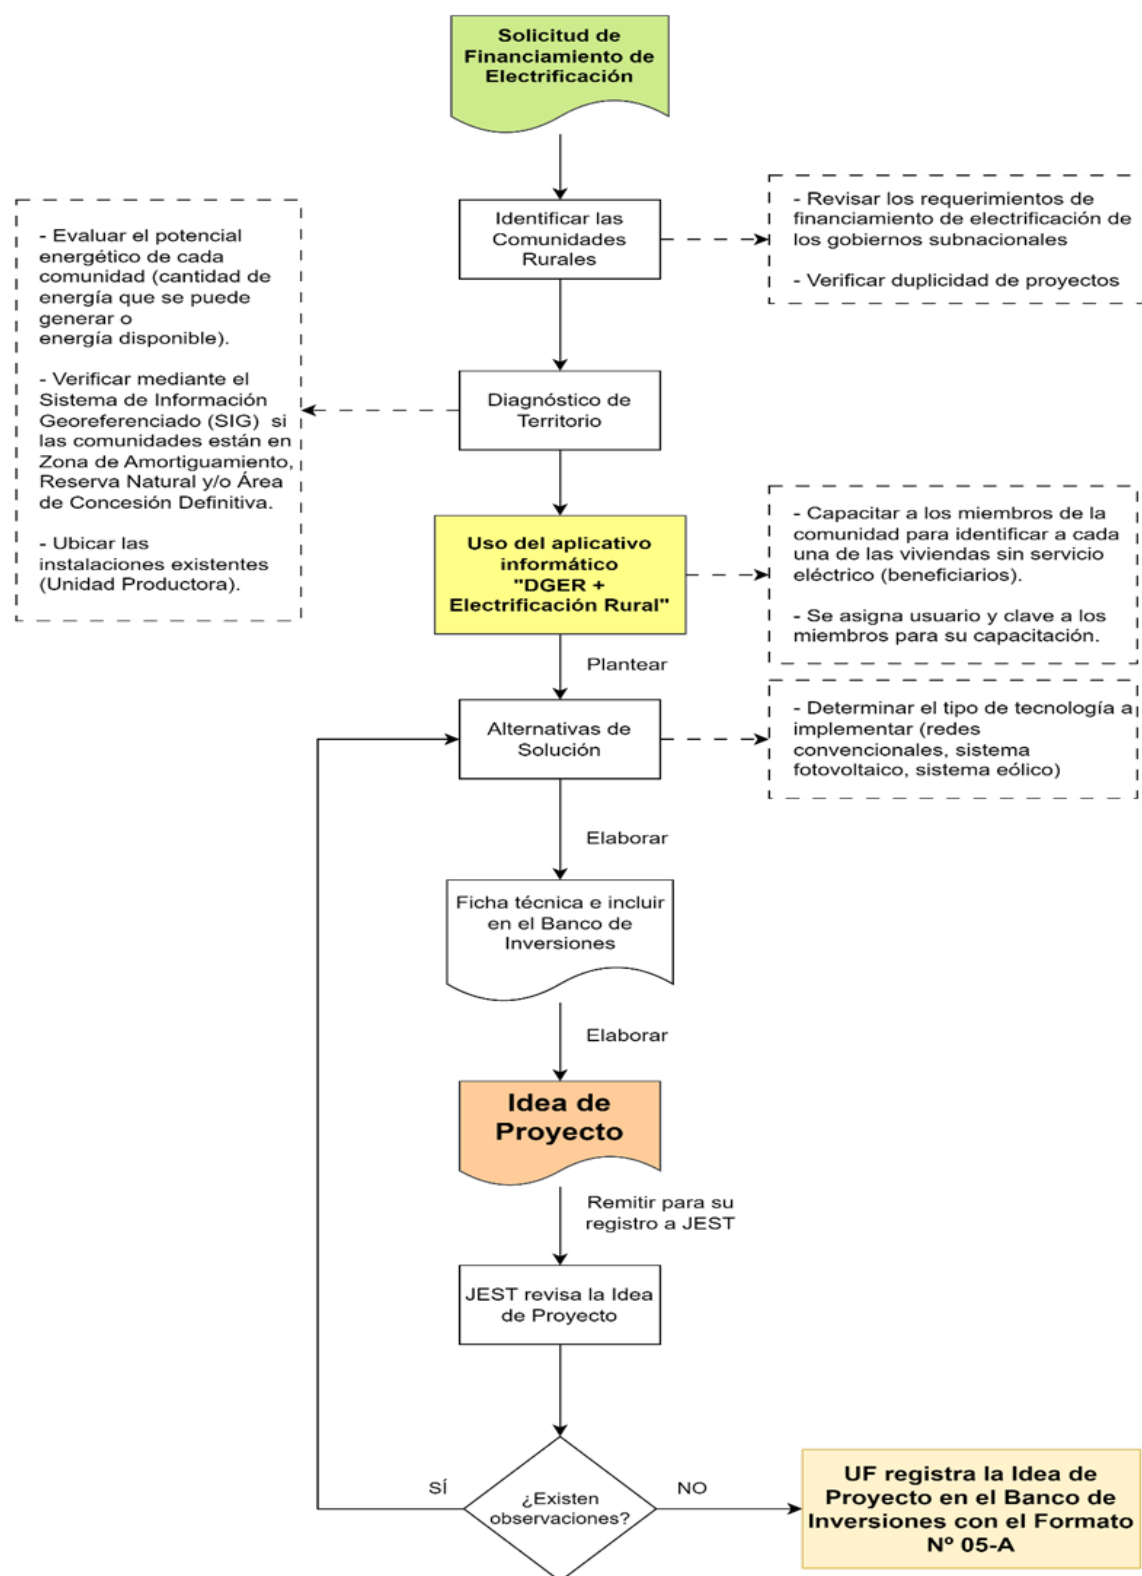 Solicitud de
Financiamiento de
Electrificación
Identificar las
Comunidades
Rurales
- Revisar los requerimientos de
financiamiento de electrificación de
los gobiernos subnacionales
- Verificar duplicidad de proyectos
- Evaluar el potencial
energético de cada
comunidad (cantidad de
energía que se puede
generar o
energía disponible).
- Verificar mediante el
Sistema de Información
Georeferenciado (SIG) si
las comunidades están en
Zona de Amortiguamiento,
Reserva Natural y/o Área
de Concesión Definitiva.
- Ubicar las
instalaciones existentes
(Unidad Productora).
Diagnóstico de
Territorio
Uso del aplicativo
informático
"DGER +
Electrificación Rural"
- Capacitar a los miembros de la
comunidad para identificar a cada
una de las viviendas sin servicio
eléctrico (beneficiarios).
- Se asigna usuario y clave a los
miembros para su capacitación.
Plantear
Alternativas de
Solución
- Determinar el tipo de tecnología a
implementar (redes
convencionales, sistema
fotovoltaico, sistema eólico)
Elaborar
Ficha técnica e incluir
en el Banco de
Inversiones
Elaborar
Idea de
Proyecto
Remitir para su
registro a JEST
JEST revisa la Idea
de Proyecto
¿Existen
observaciones?
SÍ
NO
UF registra la Idea de
Proyecto en el Banco de
Inversiones con el Formato
Nº 05-A